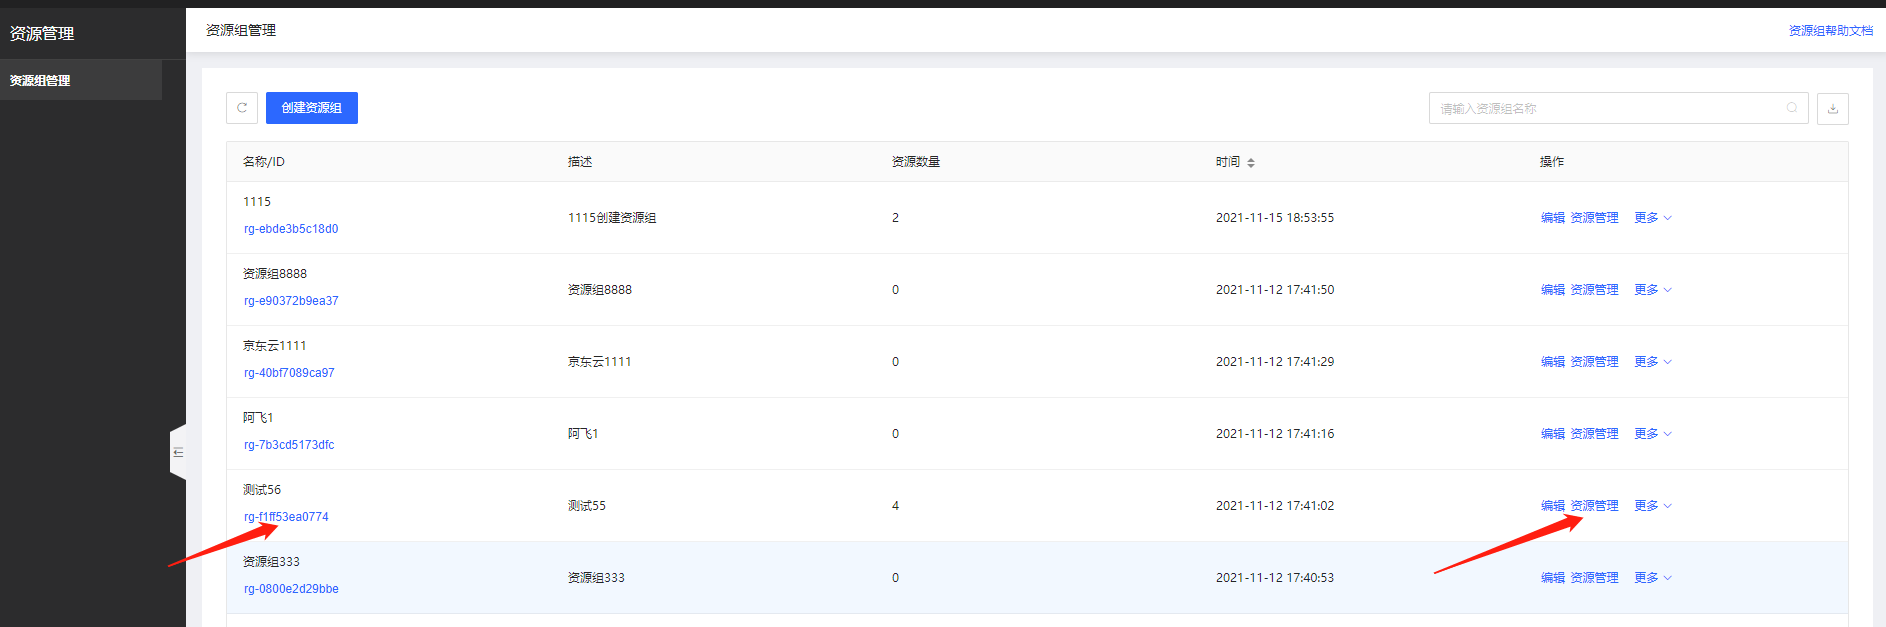 资源管理
资源组管理
资源组管理
资源组帮助文档
创建资源组
请输入资源组名称
名称/ID 描述 资源数量 时间 操作
1115
rg-ebde3b5c18d0
1115创建资源组 2 2021-11-15 18:53:55 编辑 资源管理 更多
资源组8888
rg-e90372b9ea37
资源组8888 0 2021-11-12 17:41:50 编辑 资源管理 更多
京东云1111
rg-40bf7089ca97
京东云1111 0 2021-11-12 17:41:29 编辑 资源管理 更多
阿飞1
rg-7b3cd5173dfc
阿飞1 0 2021-11-12 17:41:16 编辑 资源管理 更多
测试56
rg-f1ff53ea0774
测试55 4 2021-11-12 17:41:02 编辑 资源管理 更多
资源组333
rg-0800e2d29bbe
资源组333 0 2021-11-12 17:40:53 编辑 资源管理 更多